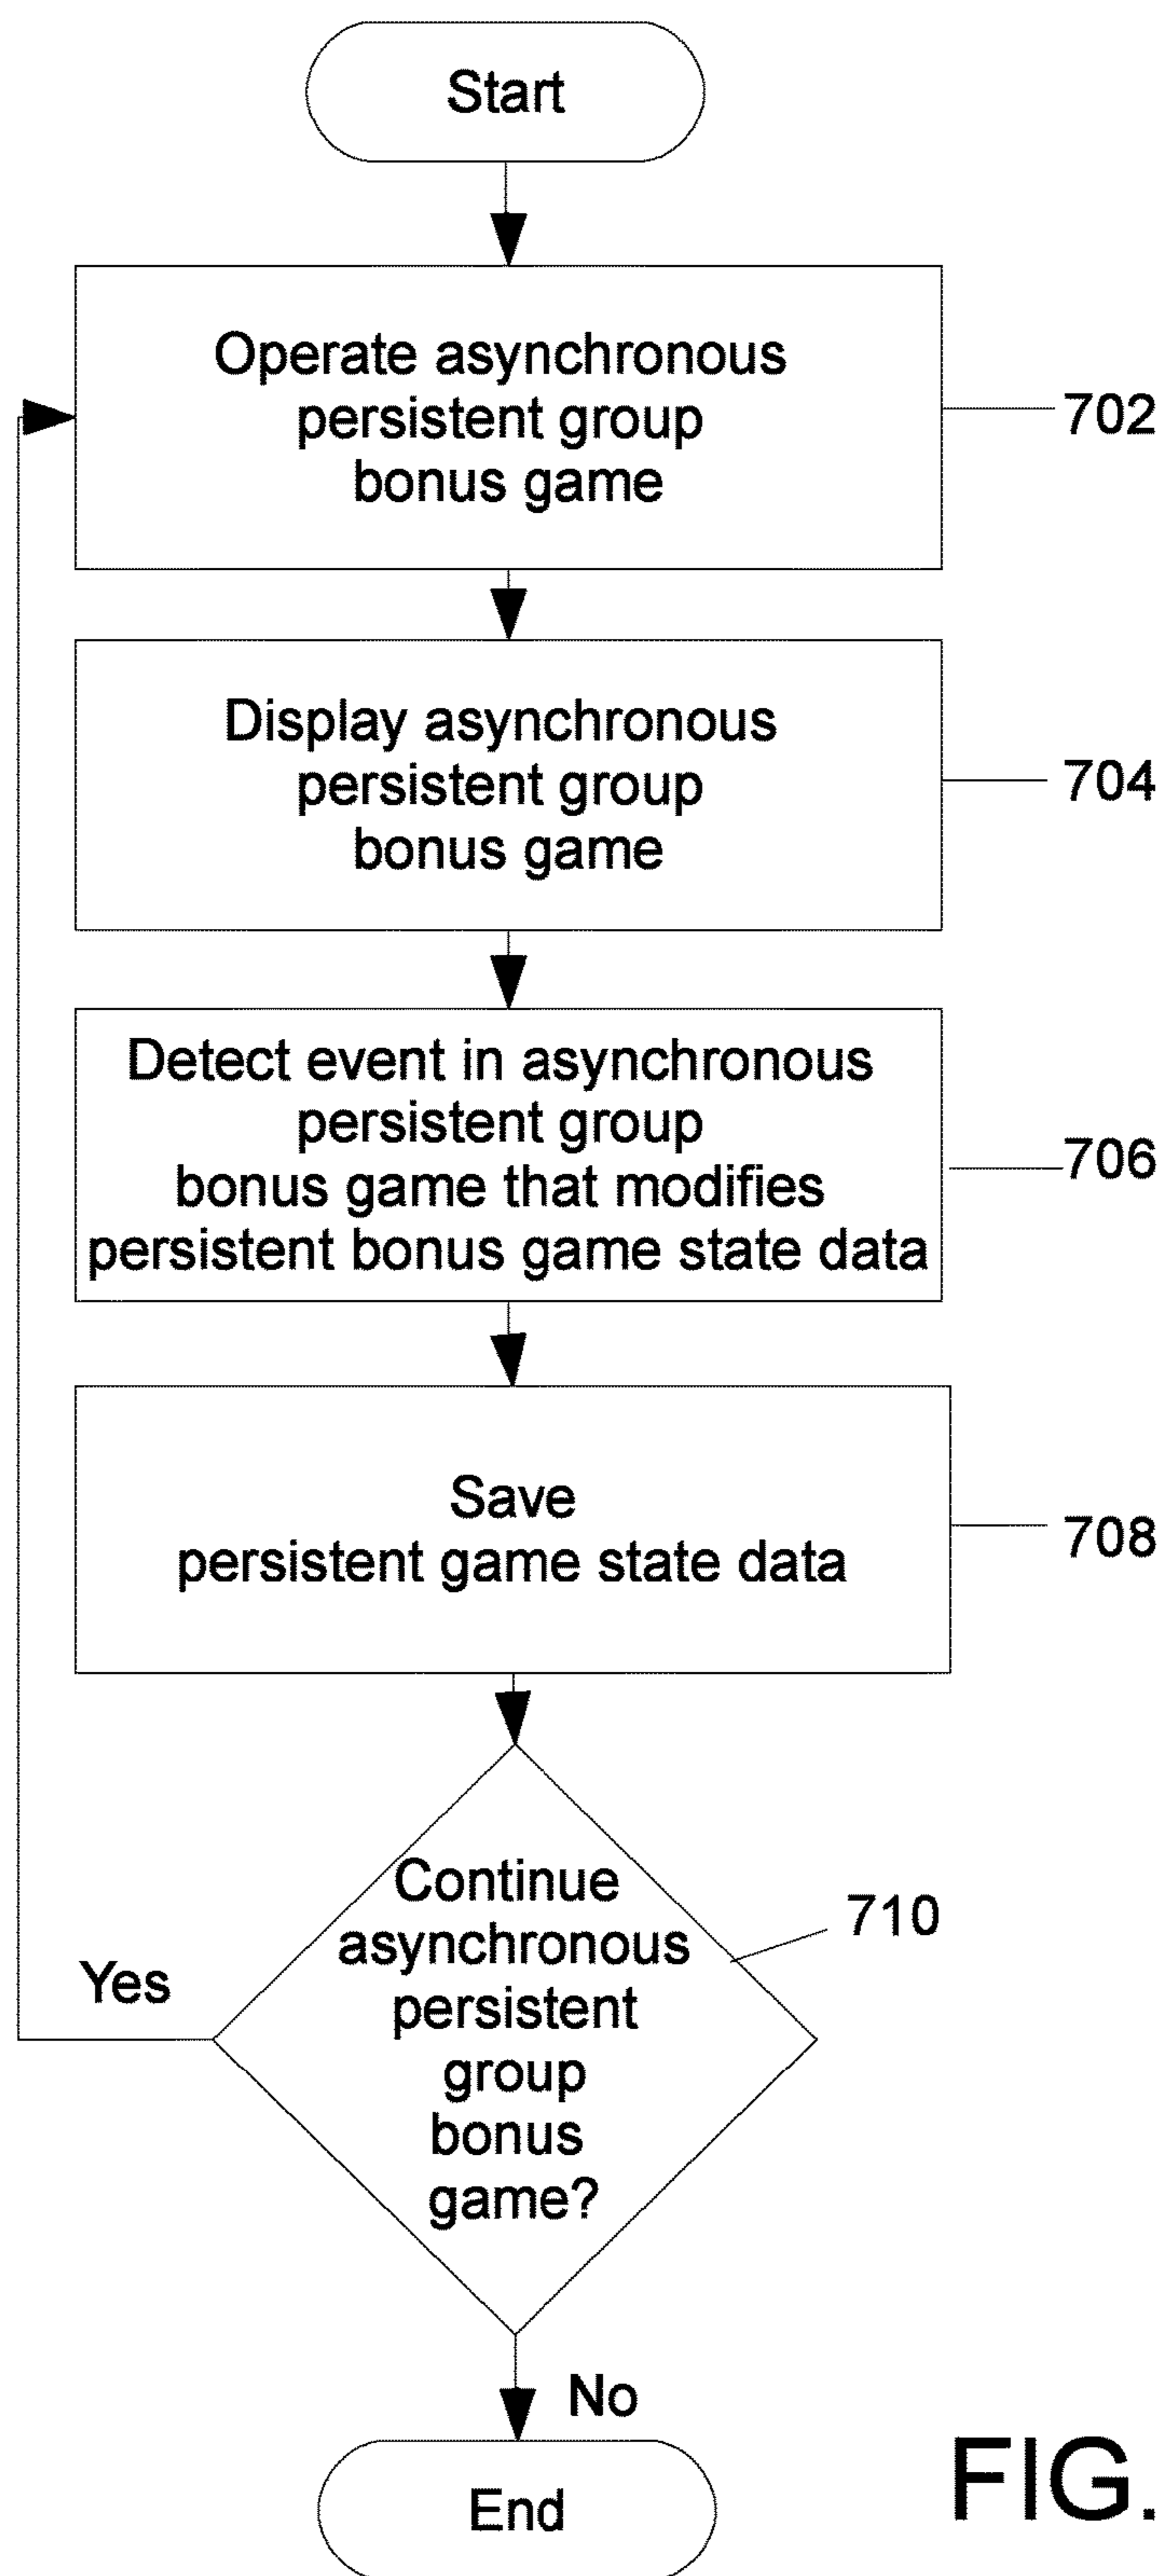 Start
Operate asynchronous
persistent group
bonus game
702
Display asynchronous
persistent group
bonus game
704
Detect event in asynchronous
persistent group
bonus game that modifies
persistent bonus game state data
706
Save
persistent game state data
708
Continue
asynchronous
persistent
group
bonus
game?
710
Yes
No
End
FIG.